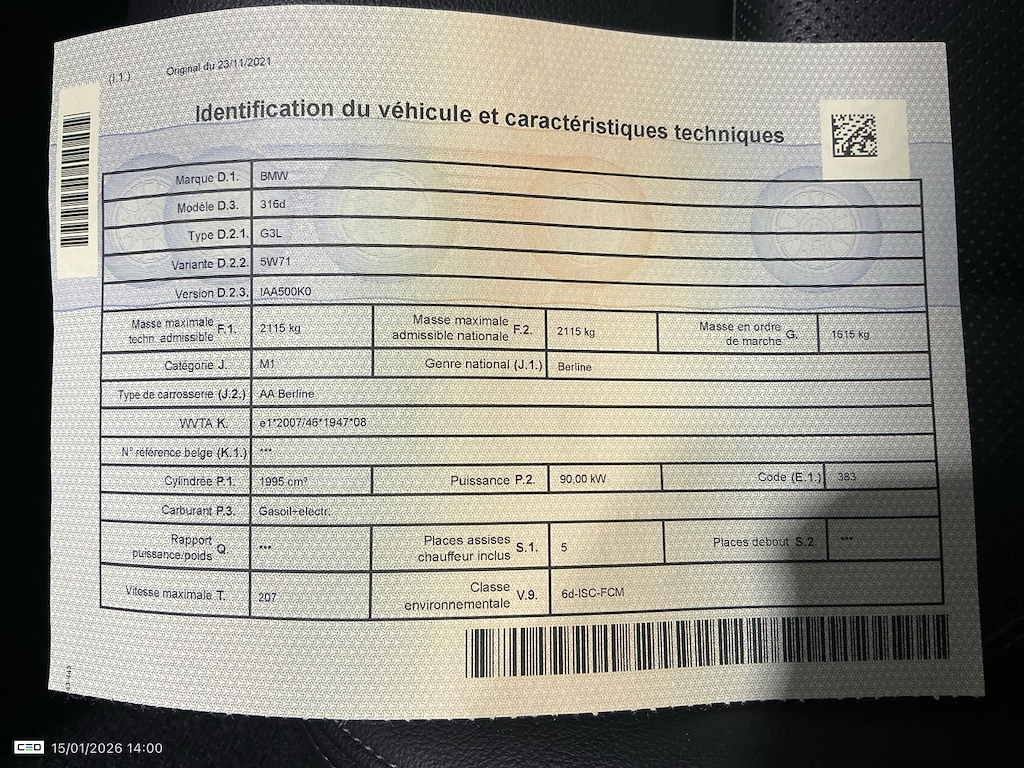 (I.1.) Original du 23/11/2021
Identification du véhicule et caractéristiques techniques
Marque D.1. BMW
Modèle D.3. 316d
Type D.2.1. G3L
Variante D.2.2. 5W71
Version D.2.3. IAA500K0
Masse maximale techn. admissible F.1. 2115 kg Masse maximale admissible nationale F.2. 2115 kg Masse en ordre de marche G. 1615 kg
Catégorie J. M1 Genre national (J.1.) Berline
Type de carrosserie (J.2.) AA Berline
WVTA K. e1*2007/46*1947*08
N° référence belge (K.1.) ***
Cylindrée P.1. 1995 cm³ Puissance P.2. 90,00 kW Code (E.1.) 383
Carburant P.3. Gasoil+electr.
Rapport puissance/poids Q. *** Places assises chauffeur inclus S.1. 5 Places debout S.2. ***
Vitesse maximale T. 207 Classe environnementale V.9. 6d-ISC-FCM
CEO 15/01/2026 14:00